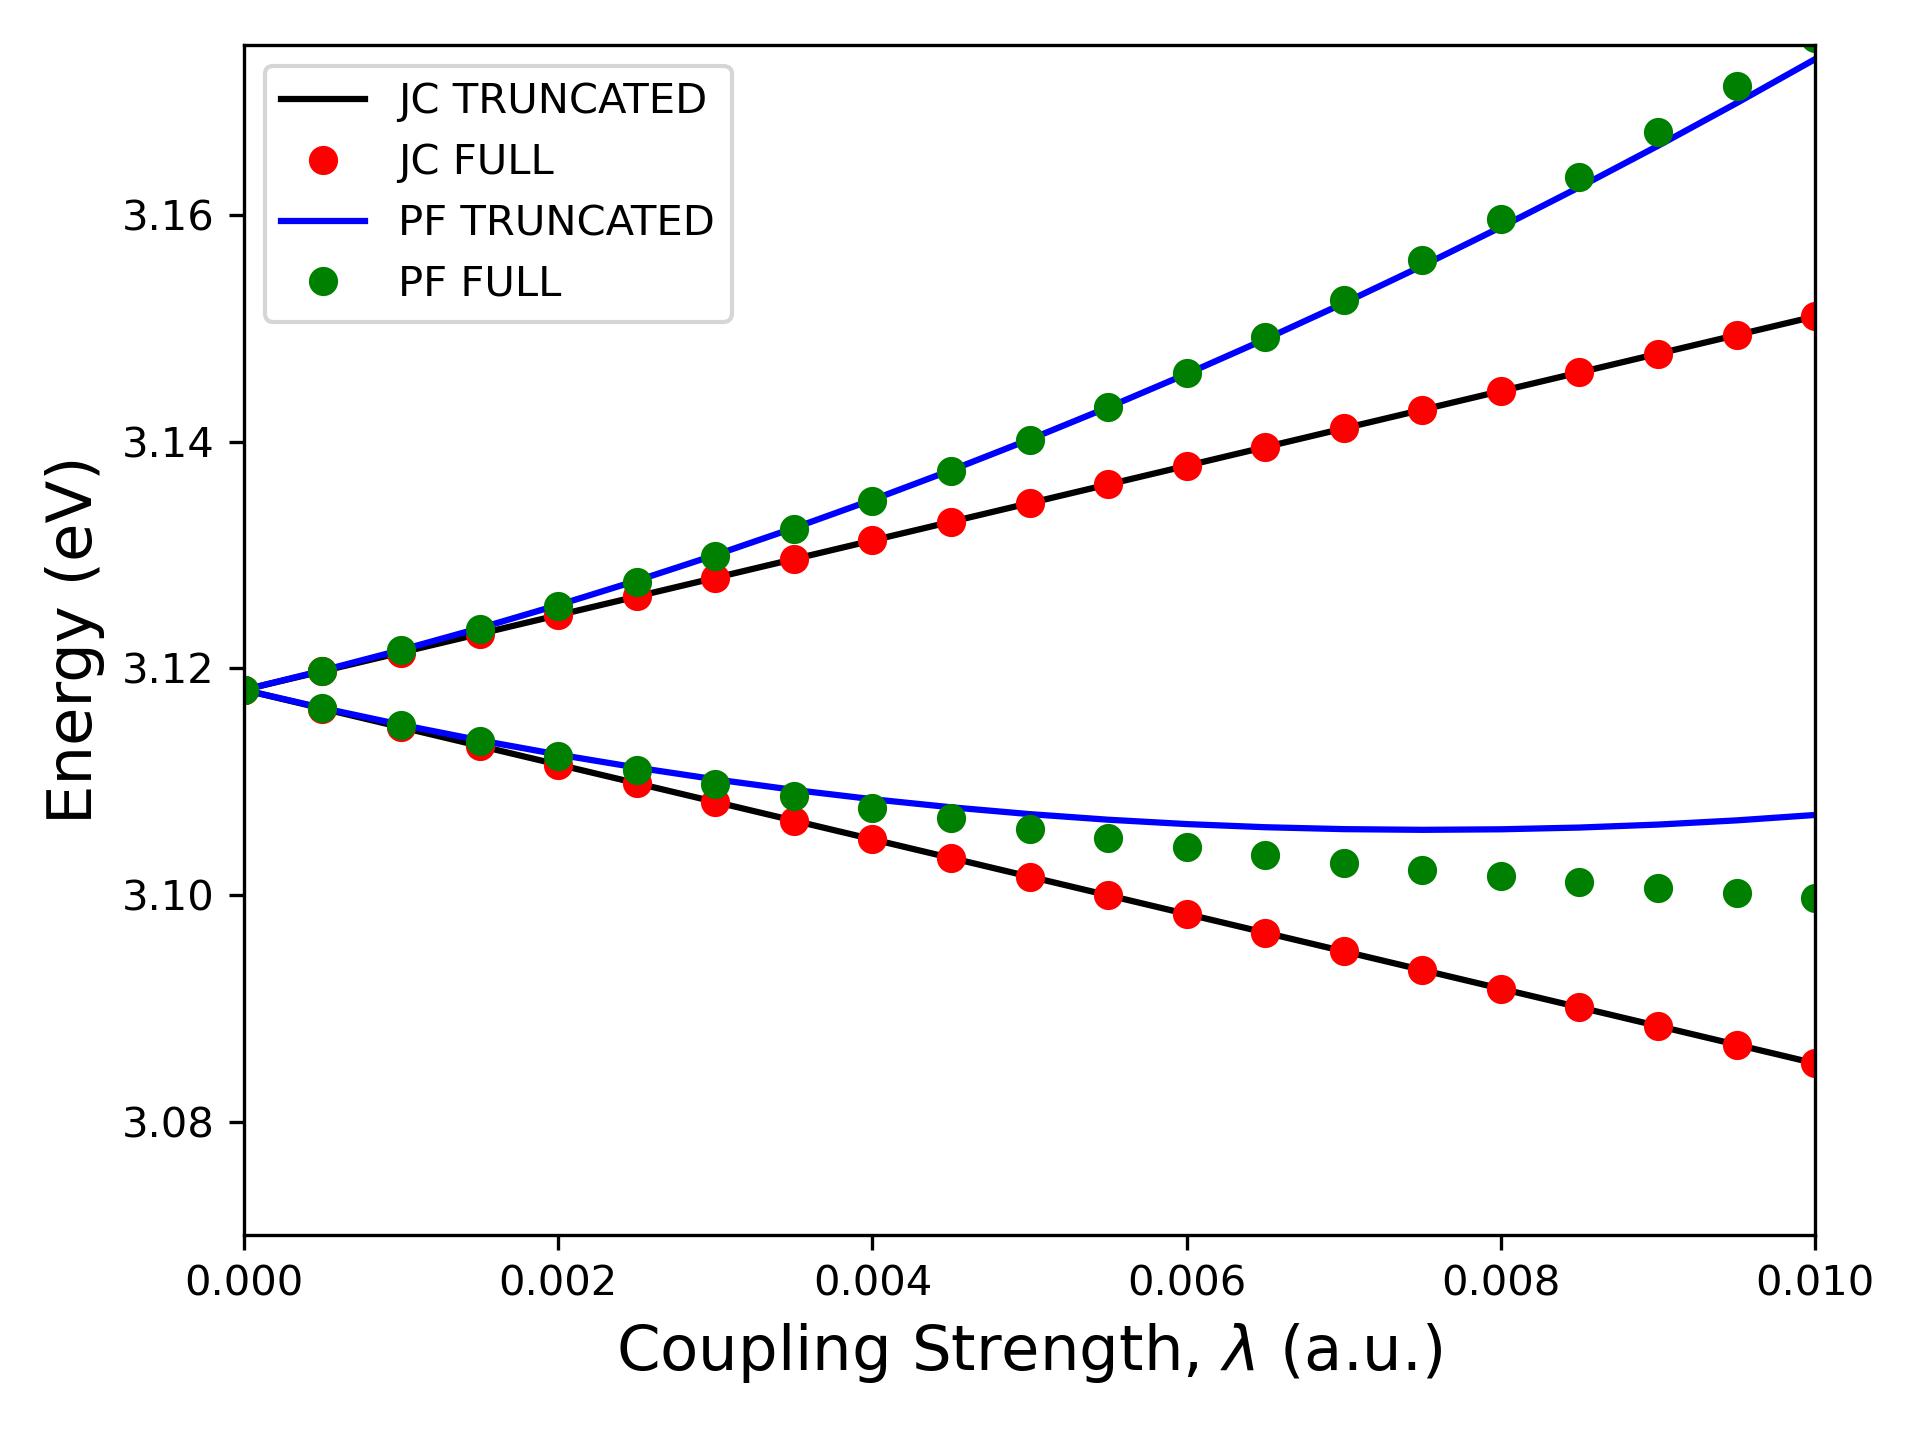 JC TRUNCATED
JC FULL
PF TRUNCATED
PF FULL
3.16
3.14
3.12
3.10
3.08
Energy (eV)
0.000 0.002 0.004 0.006 0.008 0.010
Coupling Strength, λ (a.u.)